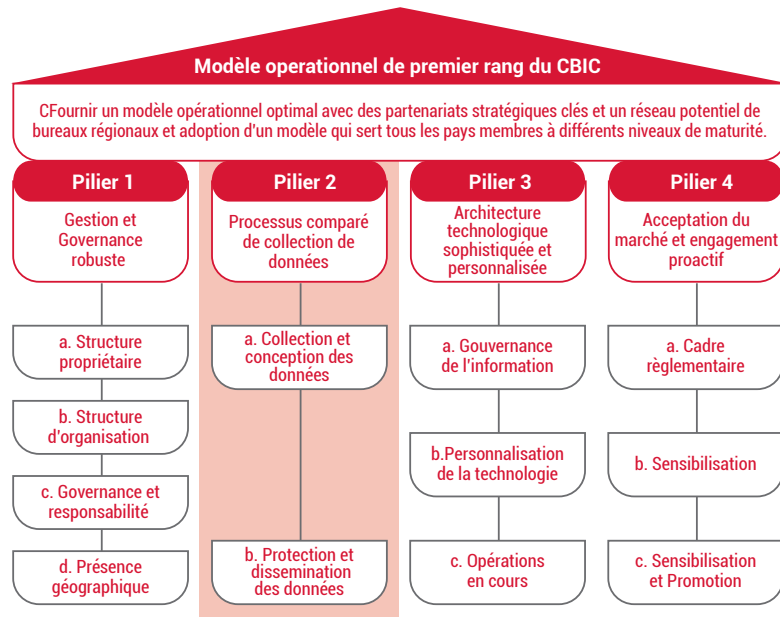 Modèle operationnel de premier rang du CBIC
CFournir un modèle opérationnel optimal avec des partenariats stratégiques clés et un réseau potentiel de
bureaux régionaux et adoption d'un modèle qui sert tous les pays membres à différents niveaux de maturité.
Pilier 1
Gestion et
Governance
robuste
a. Structure
propriétaire
b. Structure
d'organisation
c. Governance et
responsabilité
d. Présence
géographique
Pilier 2
Processus comparé
de collection de
données
a. Collection et
conception des
données
b. Protection et
dissemination
des données
Pilier 3
Architecture
technologique
sophistiquée et
personnalisée
a. Gouvernance
de l'information
b.Personnalisation
de la technologie
c. Opérations
en cours
Pilier 4
Acceptation du
marché et engagement
proactif
a. Cadre
règlementaire
b. Sensibilisation
c. Sensibilisation
et Promotion